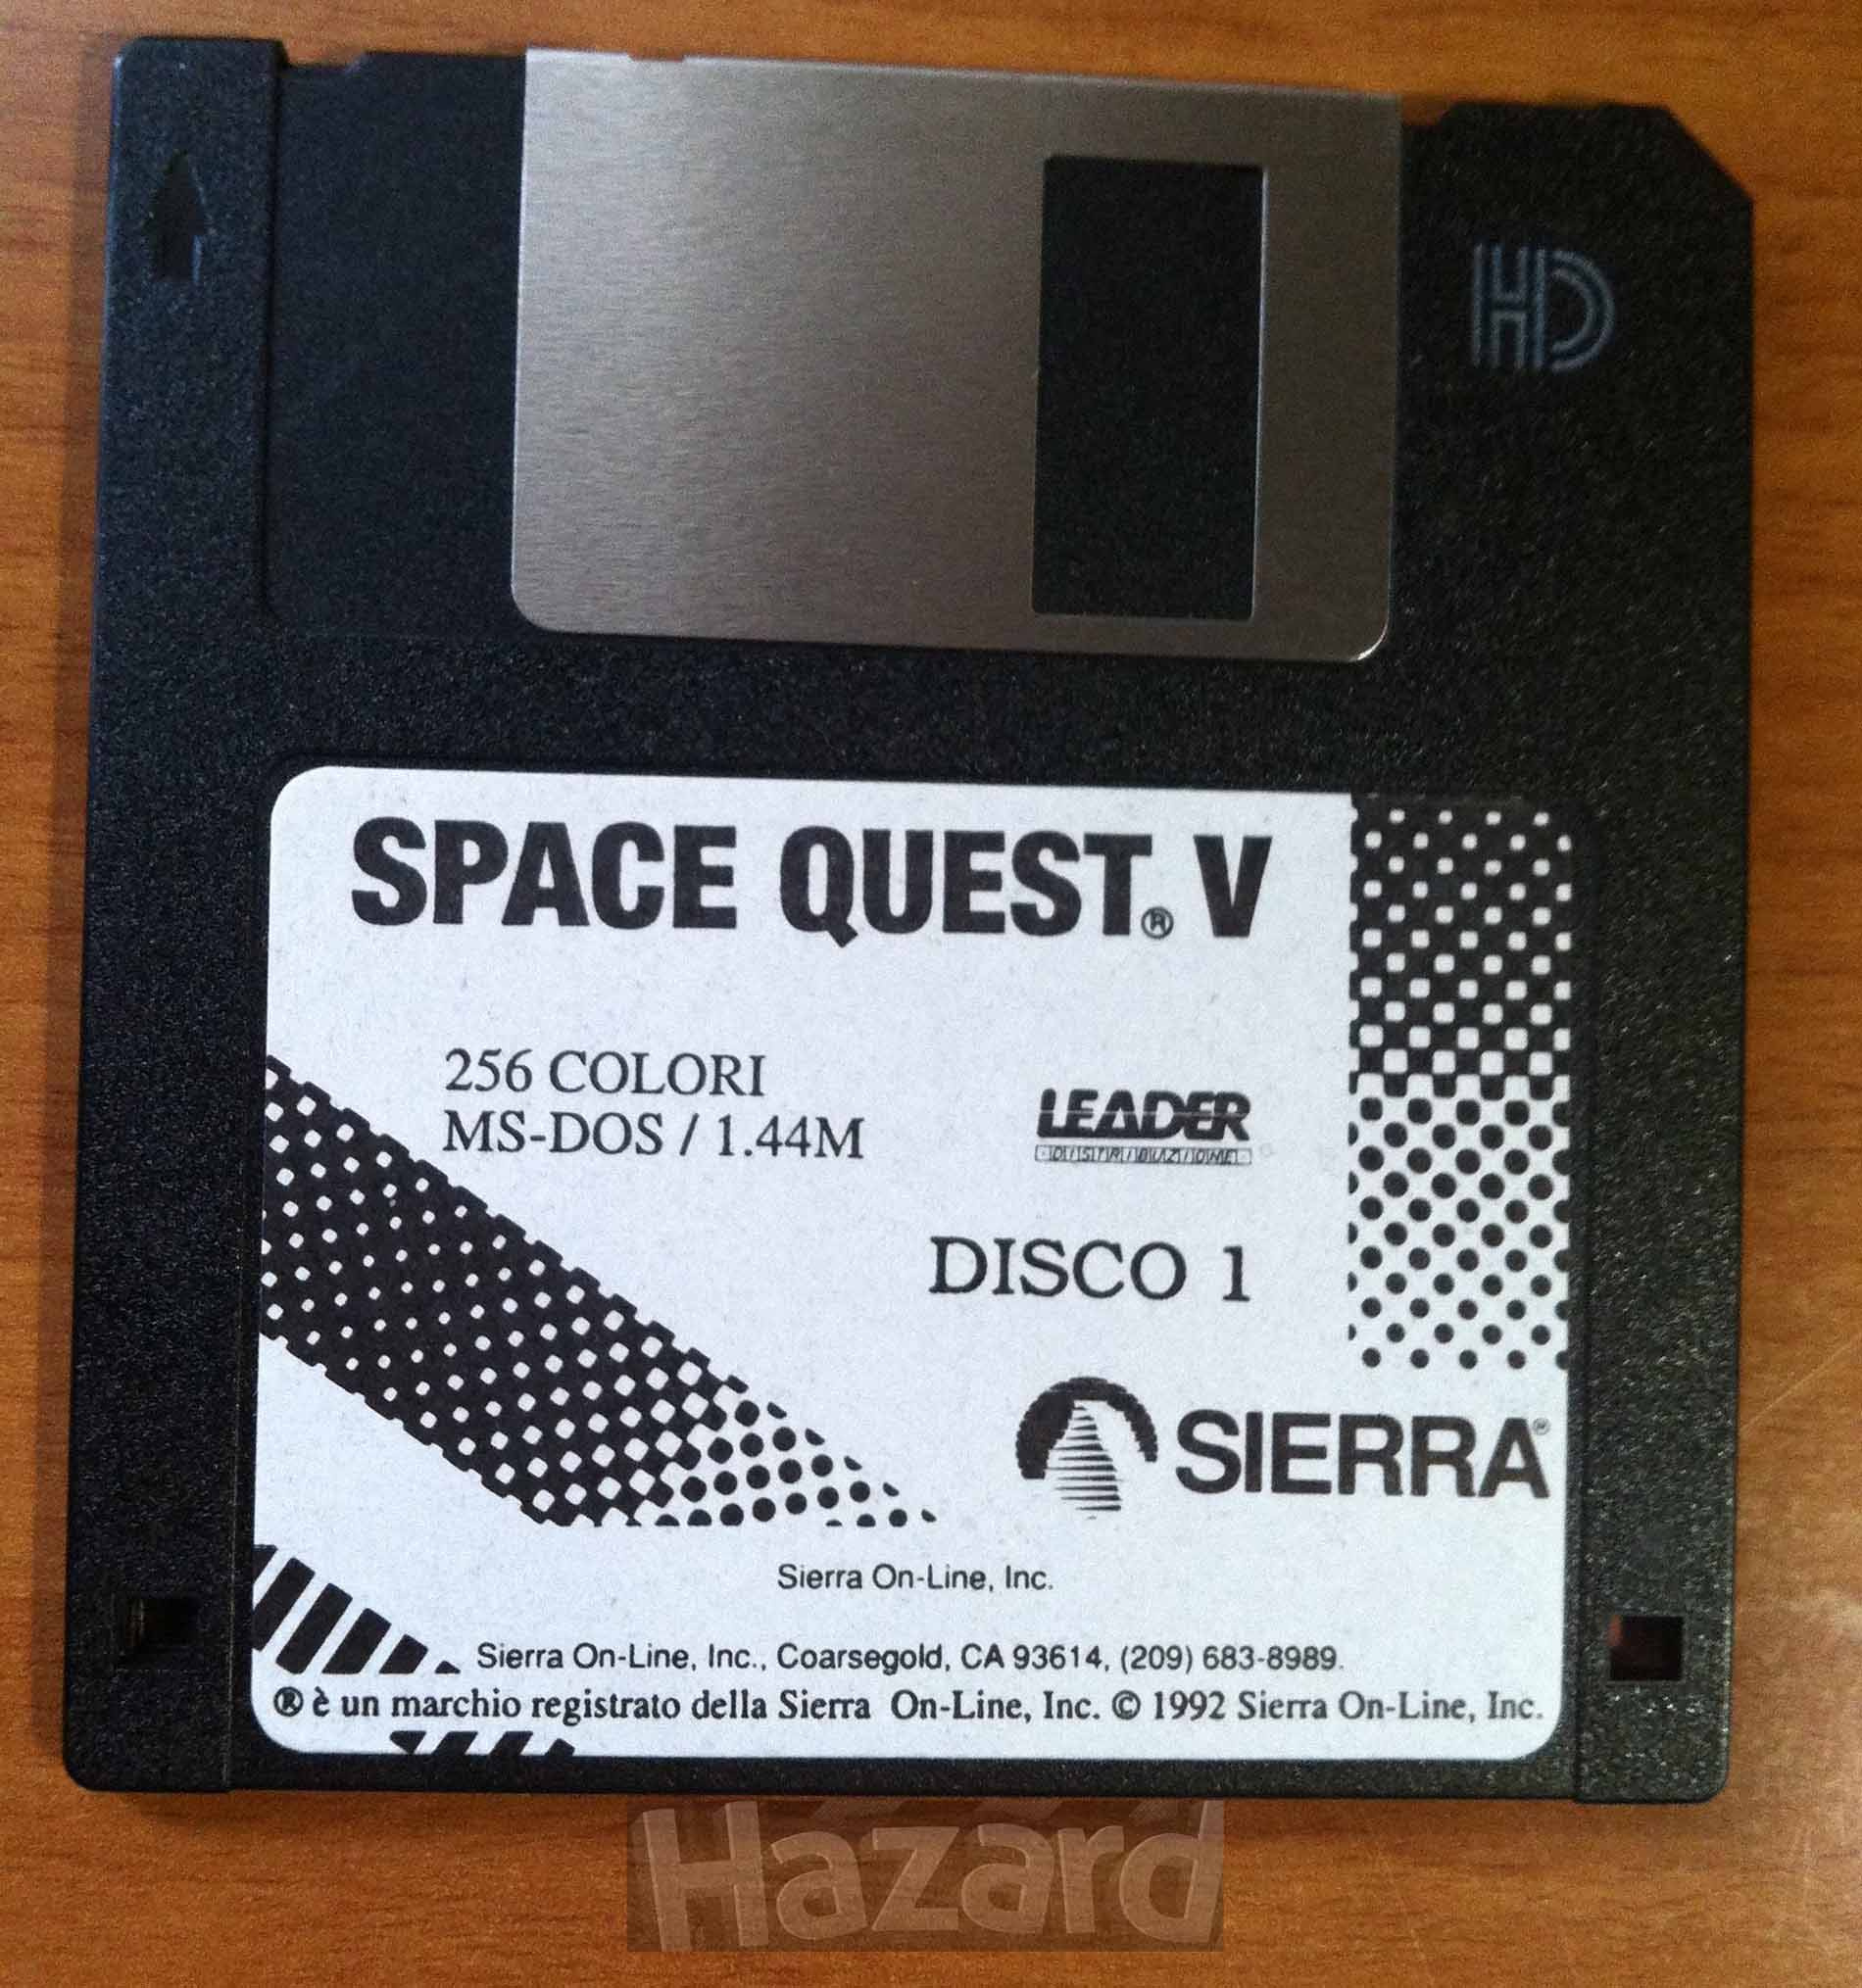 HD
SPACE QUEST® V
256 COLORI
MS-DOS / 1.44M
LEADER
DISTRIBUZIONE
DISCO 1
SIERRA®
Sierra On-Line, Inc.
Sierra On-Line, Inc., Coarsegold, CA 93614, (209) 683-8989.
® è un marchio registrato della Sierra On-Line, Inc. © 1992 Sierra On-Line, Inc.
Hazard